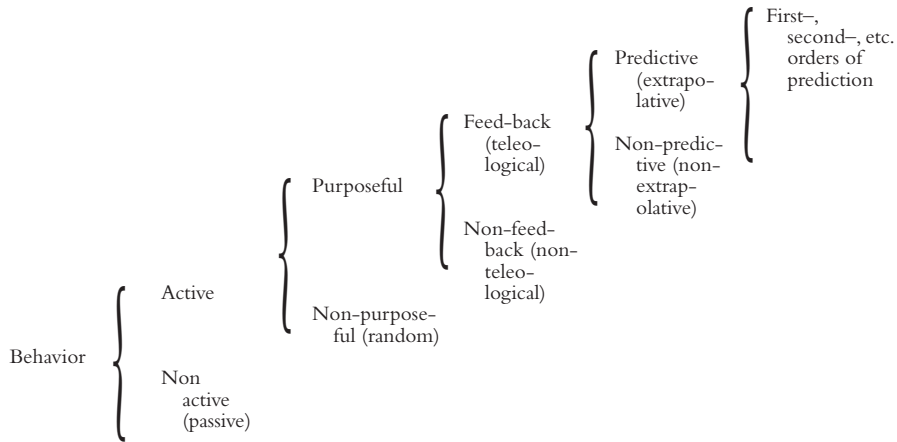 First–,
second–, etc.
orders of
prediction
Predictive
(extrapo-
lative)
Non-predic-
tive (non-
extrap-
olative)
Feed-back
(teleo-
logical)
Non-feed-
back (non-
teleo-
logical)
Purposeful
Non-purpose-
ful (random)
Active
Non
active
(passive)
Behavior